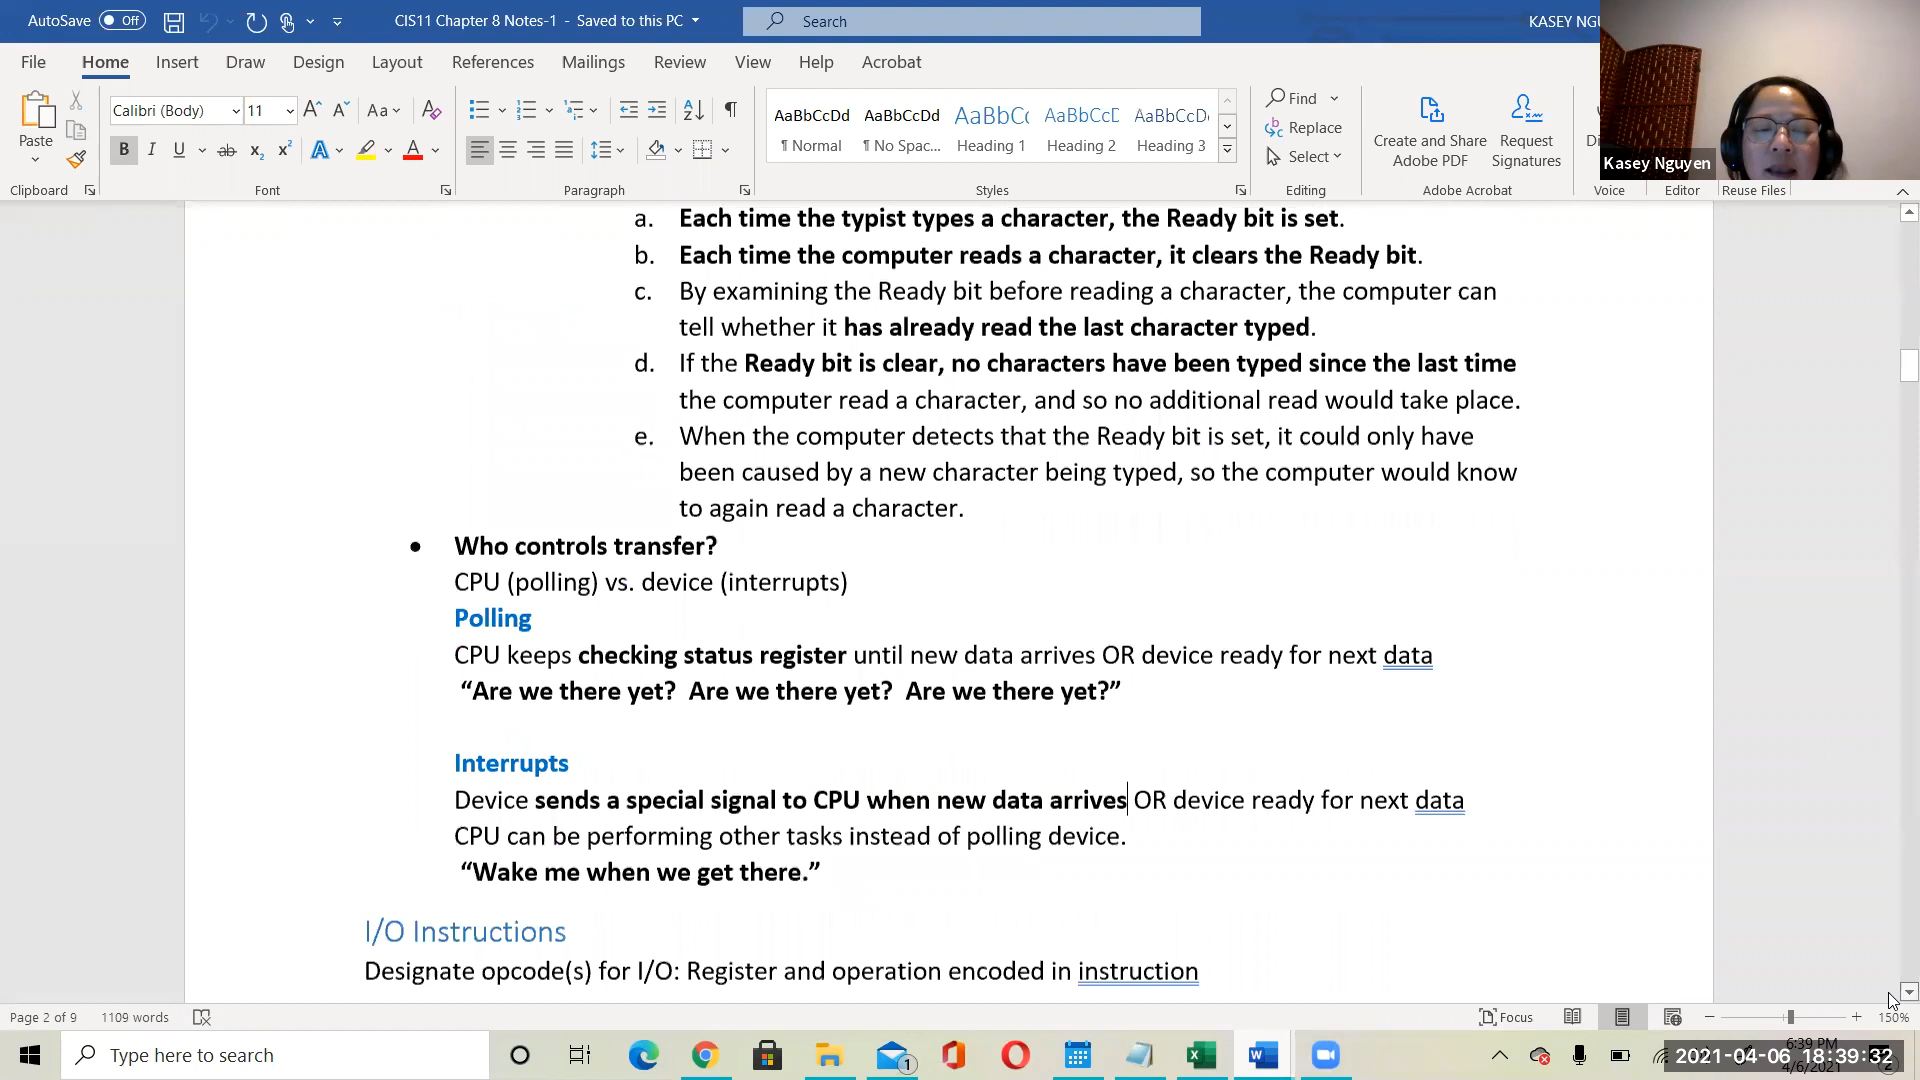 AutoSave Off CIS11 Chapter 8 Notes-1 - Saved to this PC Search KASEY
File Home Insert Draw Design Layout References Mailings Review View Help Acrobat
Paste
Clipboard
Calibri (Body) 11
Font
Paragraph
AaBbCcDd AaBbCcDd AaBbCc AaBbCcD AaBbCcD
¶ Normal ¶ No Spac... Heading 1 Heading 2 Heading 3
Styles
Find
Replace
Select
Editing
Create and Share
Adobe PDF
Request
Signatures
Adobe Acrobat
Voice
Editor
Reuse Files
Kasey Nguyen
a. Each time the typist types a character, the Ready bit is set.
b. Each time the computer reads a character, it clears the Ready bit.
c. By examining the Ready bit before reading a character, the computer can
tell whether it has already read the last character typed.
d. If the Ready bit is clear, no characters have been typed since the last time
the computer read a character, and so no additional read would take place.
e. When the computer detects that the Ready bit is set, it could only have
been caused by a new character being typed, so the computer would know
to again read a character.
• Who controls transfer?
CPU (polling) vs. device (interrupts)
Polling
CPU keeps checking status register until new data arrives OR device ready for next data
“Are we there yet? Are we there yet? Are we there yet?”
Interrupts
Device sends a special signal to CPU when new data arrives OR device ready for next data
CPU can be performing other tasks instead of polling device.
“Wake me when we get there.”
I/O Instructions
Designate opcode(s) for I/O: Register and operation encoded in instruction
Page 2 of 9 1109 words Focus 150%
Type here to search
1
6:39 PM
4/6/2021
2021-04-06 18:39:32
2